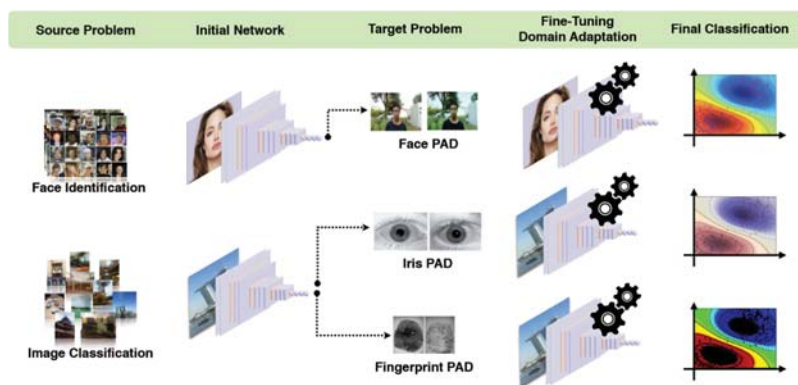 Source Problem
Initial Network
Target Problem
Fine-Tuning
Domain Adaptation
Final Classification
Face Identification
Face PAD
Iris PAD
Image Classification
Fingerprint PAD